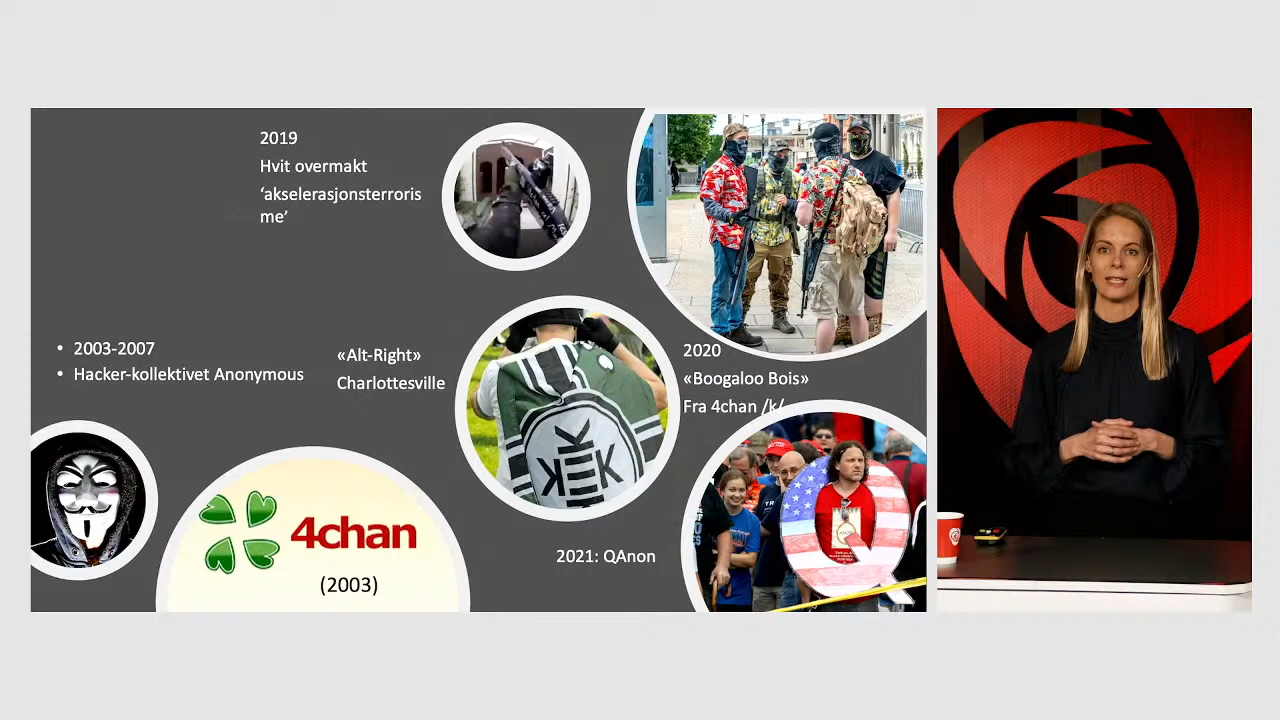 2019
Hvit overmakt
‘akselerasjonsterroris
me’
• 2003-2007
• Hacker-kollektivet Anonymous
«Alt-Right»
Charlottesville
KEK
2020
«Boogaloo Bois»
Fra 4chan /k/
4chan
(2003)
2021: QAnon
Q